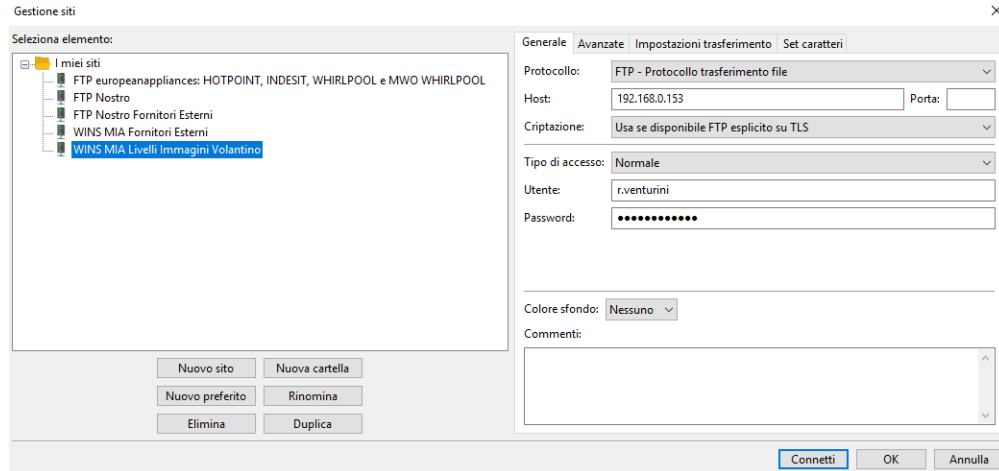 Gestione siti
Seleziona elemento:
I miei siti
FTP europeanappliances: HOTPOINT, INDESIT, WHIRLPOOL e MWO WHIRLPOOL
FTP Nostro
FTP Nostro Fornitori Esterni
WINS MIA Fornitori Esterni
WINS MIA Livelli Immagini Volantino
Nuovo sito Nuova cartella
Nuovo preferito Rinomina
Elimina Duplica
Generale Avanzate Impostazioni trasferimento Set caratteri
Protocollo: FTP - Protocollo trasferimento file
Host: 192.168.0.153 Porta:
Criptazione: Usa se disponibile FTP esplicito su TLS
Tipo di accesso: Normale
Utente: r.venturini
Password: ●●●●●●●●●●●●
Colore sfondo: Nessuno
Commenti:
Connetti OK Annulla